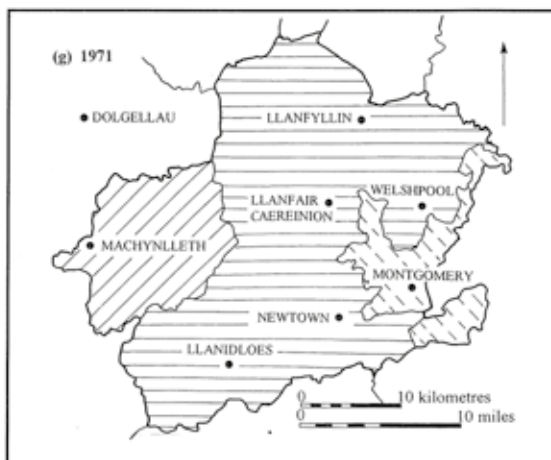 (g) 1971
DOLGELLAU
LLANFYLLIN
LLANFAIR
CAEREINION
WELSHPOOL
MACHYNLLETH
MONTGOMERY
NEWTOWN
LLANIDLOES
0 10 kilometres
0 10 miles